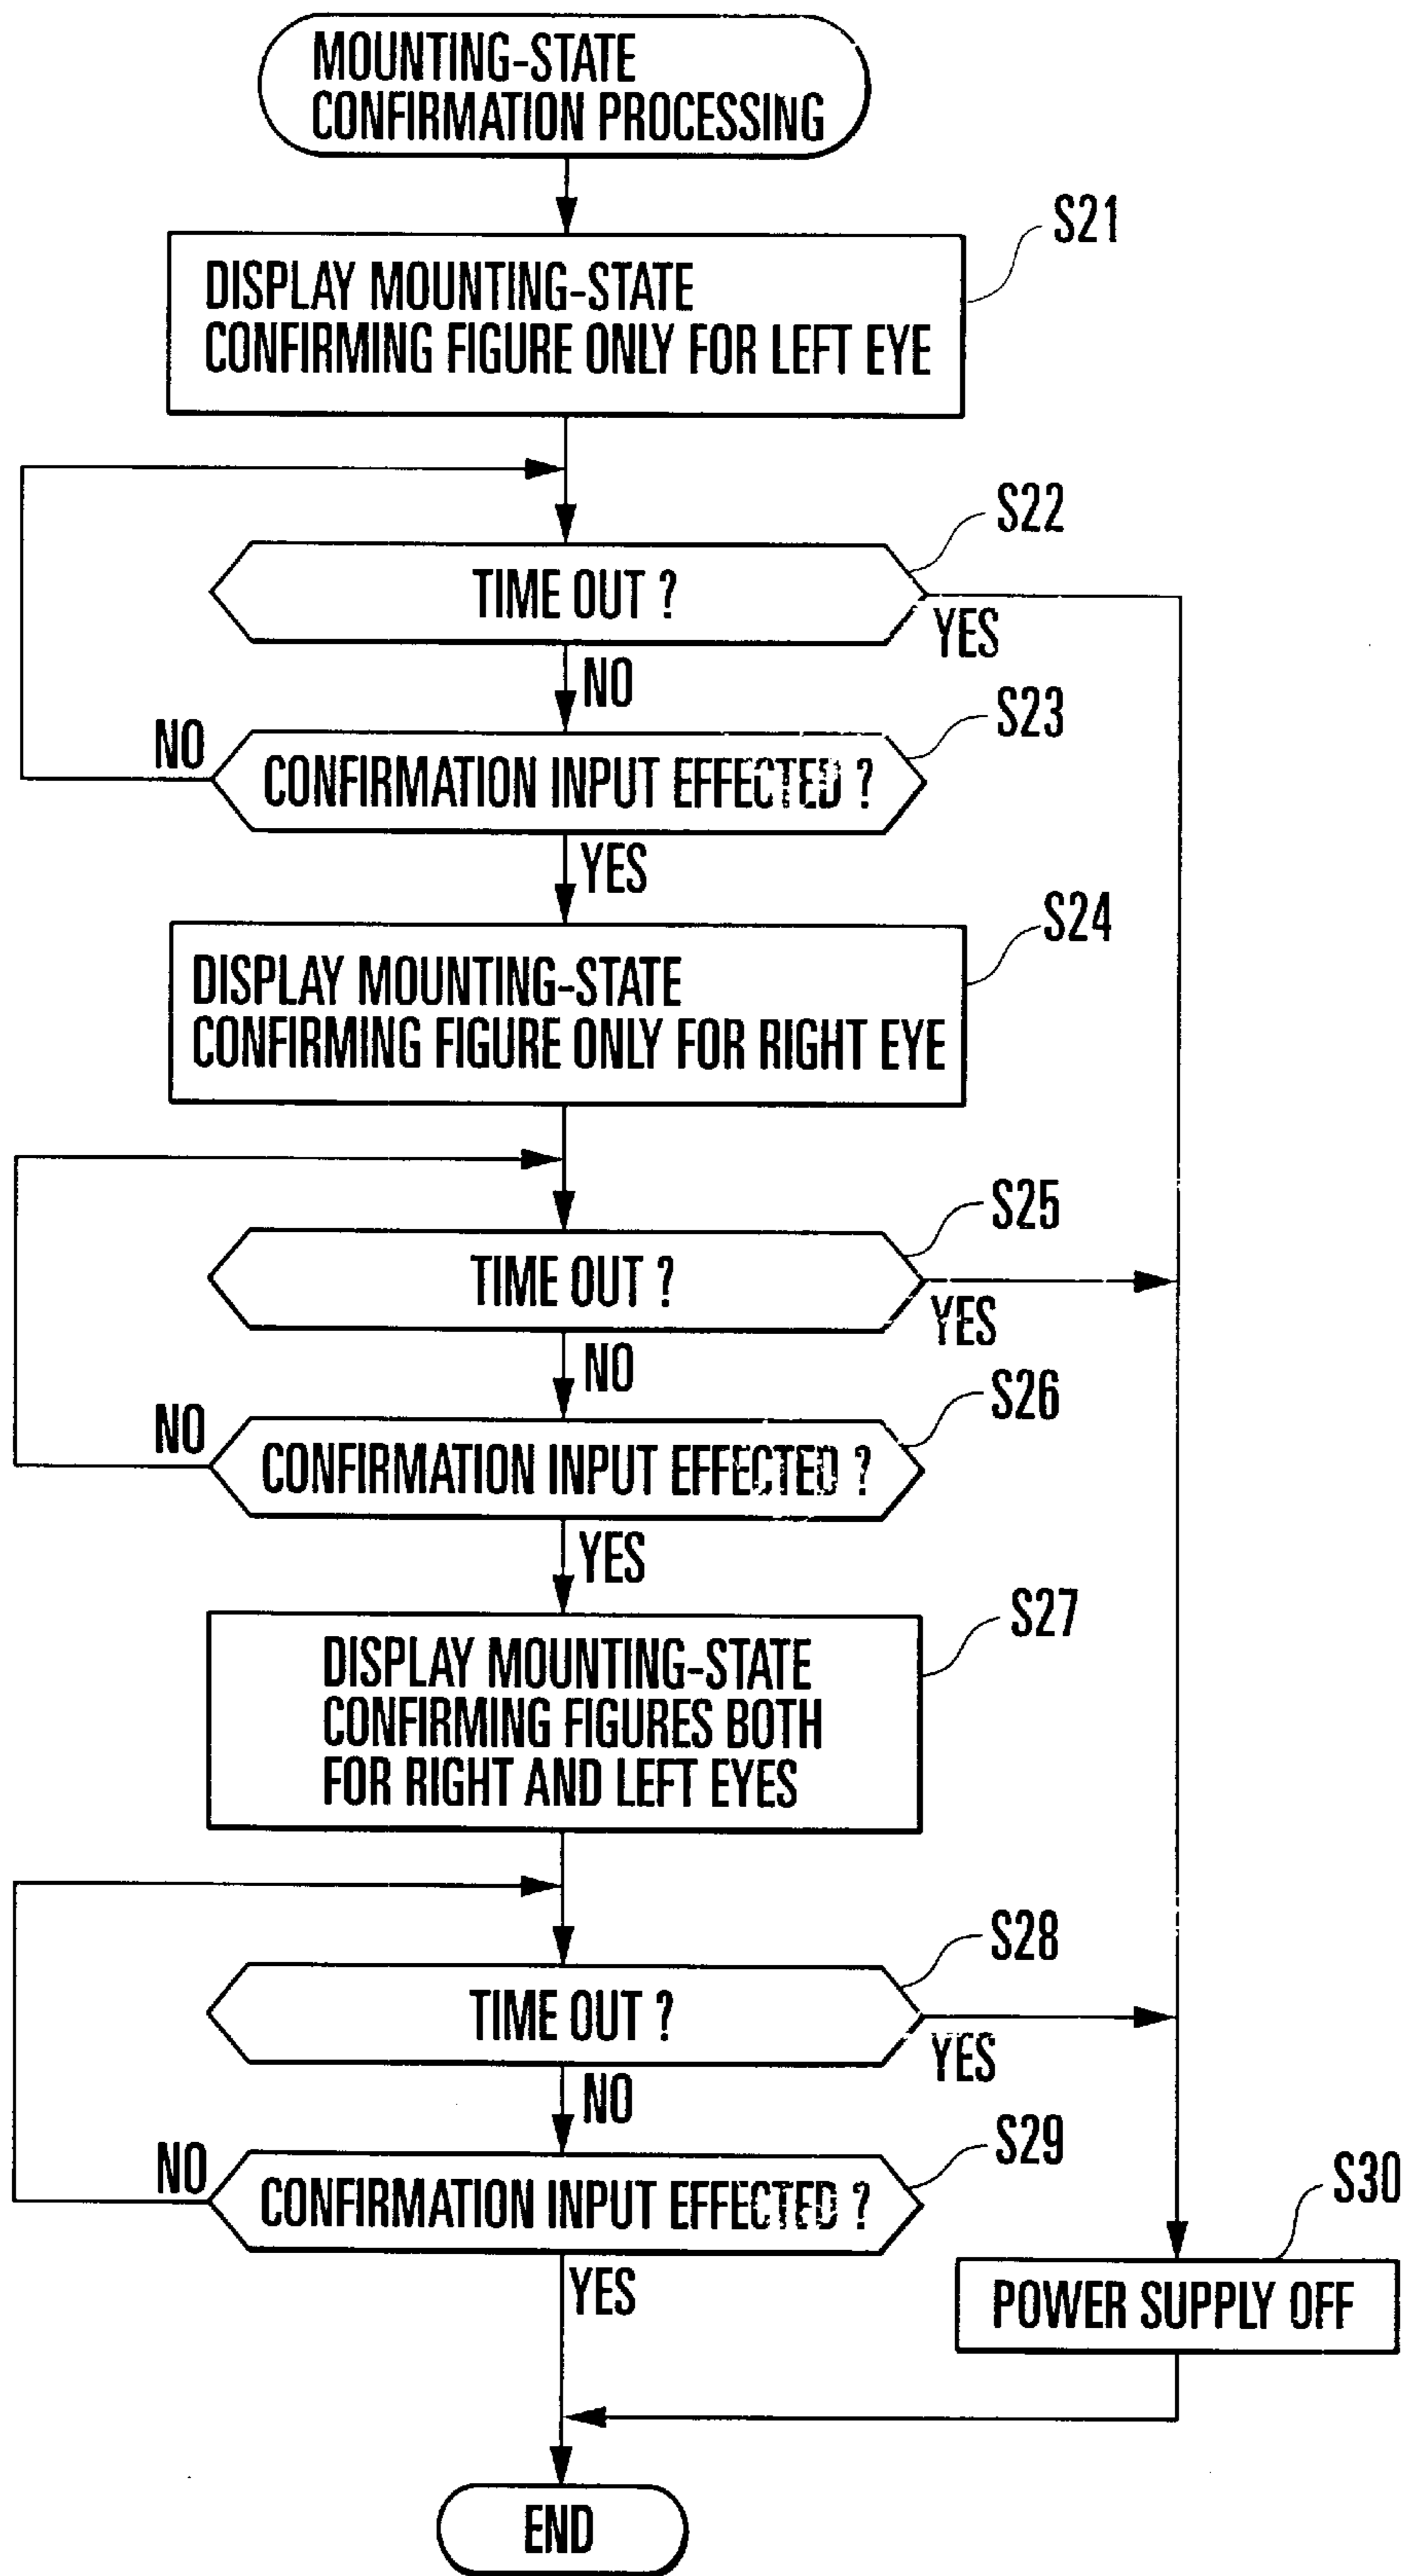 MOUNTING-STATE
CONFIRMATION PROCESSING
S21
DISPLAY MOUNTING-STATE
CONFIRMING FIGURE ONLY FOR LEFT EYE
S22
TIME OUT ?
YES
NO
S23
NO
CONFIRMATION INPUT EFFECTED ?
YES
S24
DISPLAY MOUNTING-STATE
CONFIRMING FIGURE ONLY FOR RIGHT EYE
S25
TIME OUT ?
YES
NO
S26
NO
CONFIRMATION INPUT EFFECTED ?
YES
S27
DISPLAY MOUNTING-STATE
CONFIRMING FIGURES BOTH
FOR RIGHT AND LEFT EYES
S28
TIME OUT ?
YES
NO
S29
NO
CONFIRMATION INPUT EFFECTED ?
S30
YES
POWER SUPPLY OFF
END